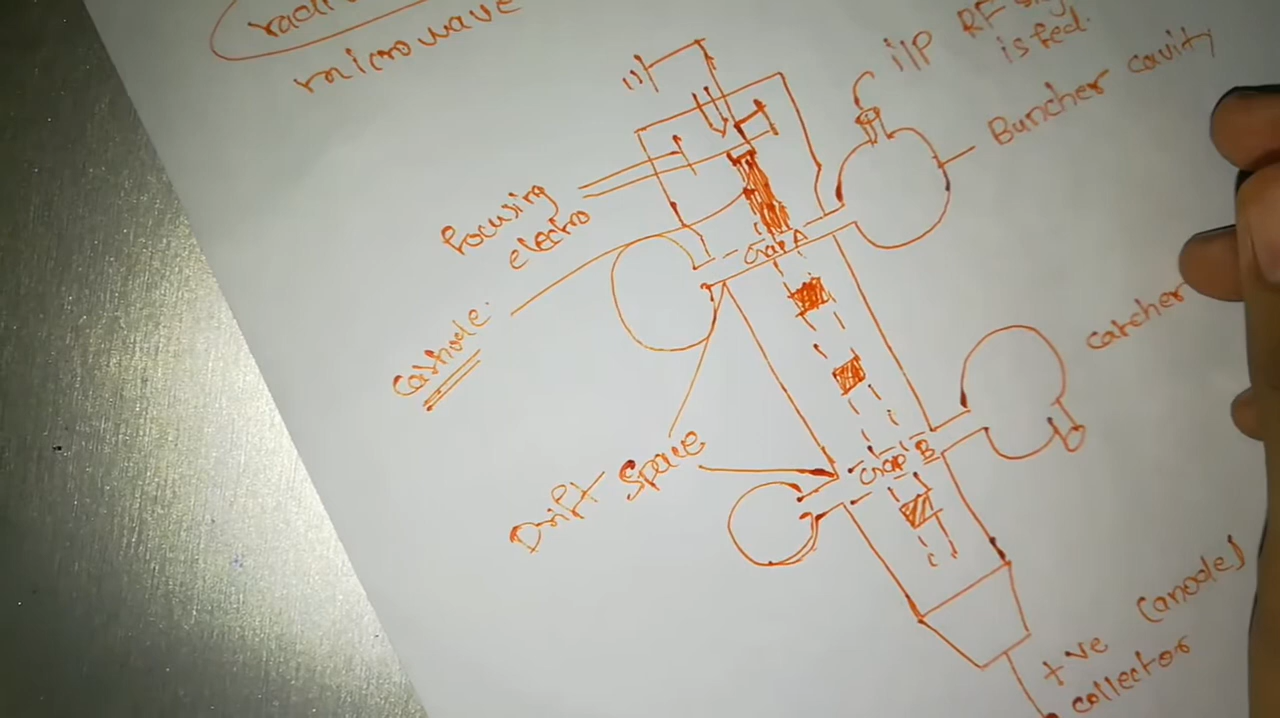 microwave
i/P RF
is fed.
Buncher cavity
focusing
electro
Cathode.
Gap A
catcher
Drift Space
Gap B
+ve (anode)
collector